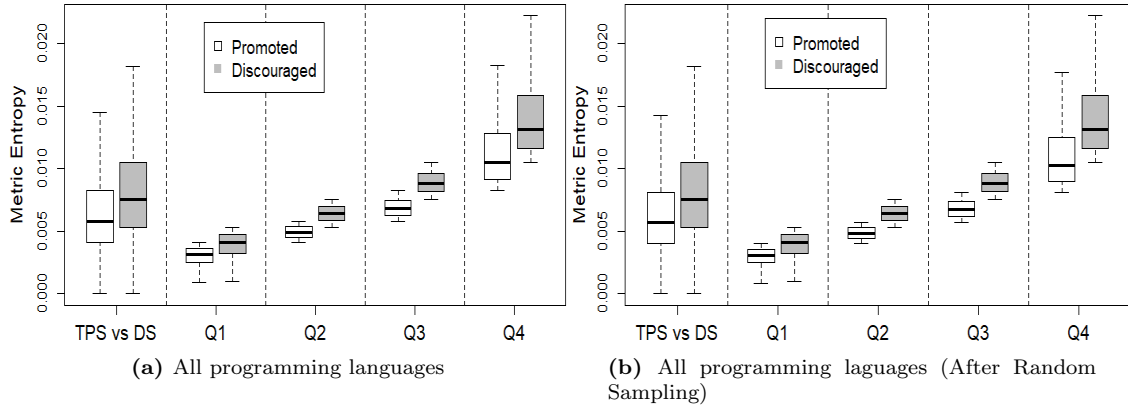 Metric Entropy
0.020
0.015
0.010
0.005
0.000
Promoted
Discouraged
TPS vs DS Q1 Q2 Q3 Q4
(a) All programming languages
Metric Entropy
0.020
0.015
0.010
0.005
0.000
Promoted
Discouraged
TPS vs DS Q1 Q2 Q3 Q4
(b) All programming laguages (After Random
Sampling)